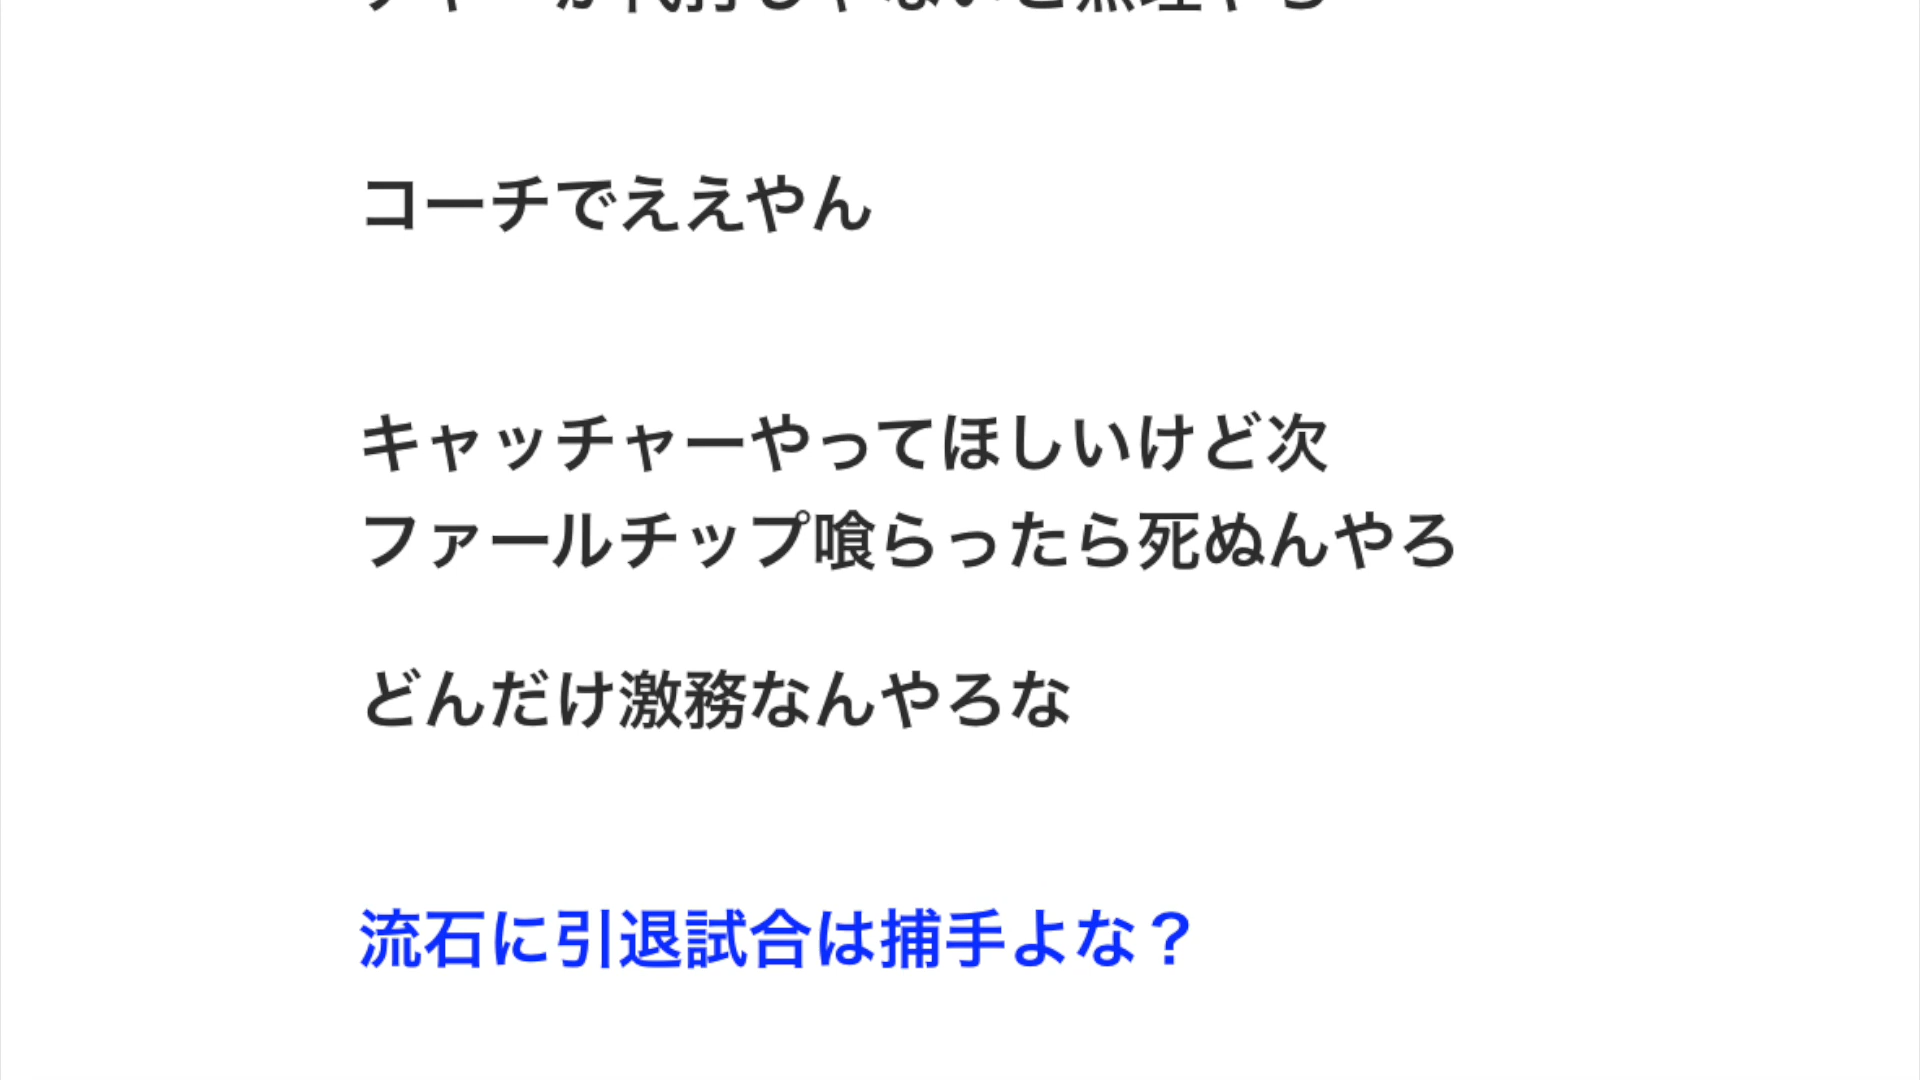 コーチでええやん
キャッチャーやってほしいけど次
ファールチップ喰らったら死ぬんやろ
どんだけ激務なんやろな
流石に引退試合は捕手よな？